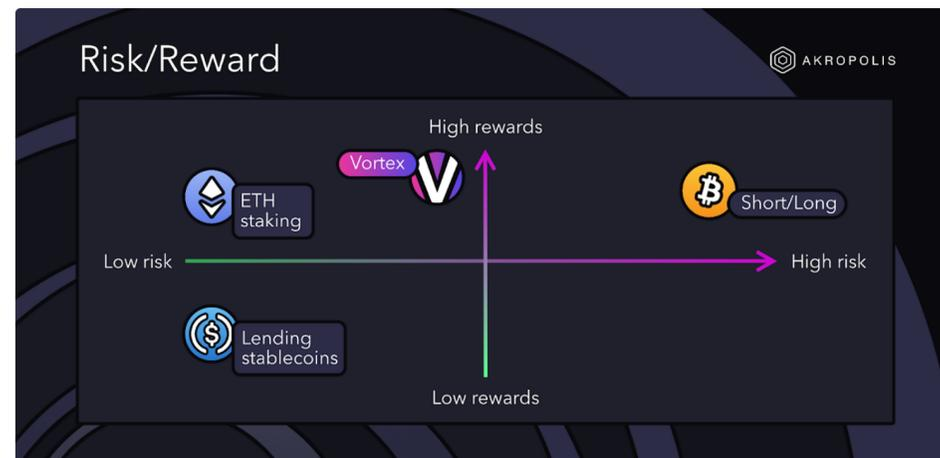 Risk/Reward
AKROPOLIS
High rewards
Vortex
ETH
staking
Short/Long
Low risk
High risk
Lending
stablecoins
Low rewards